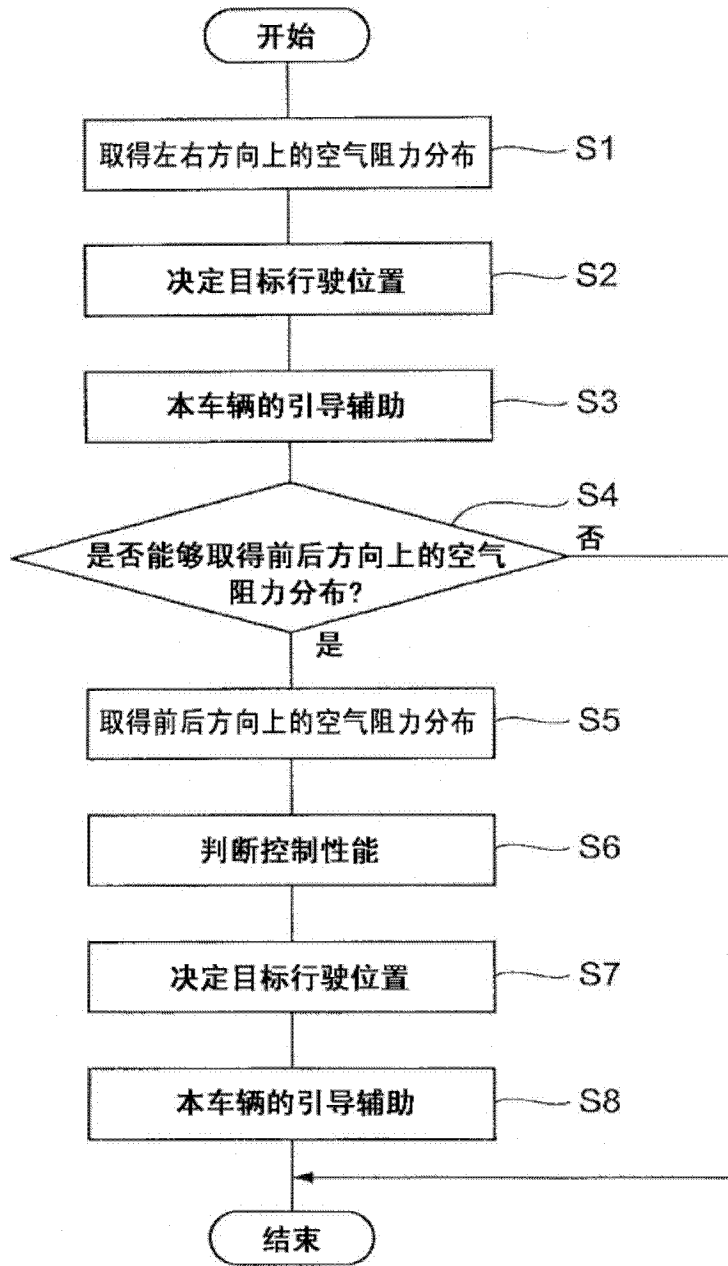 开始
取得左右方向上的空气阻力分布
S1
决定目标行驶位置
S2
本车辆的引导辅助
S3
S4
否
是否能够取得前后方向上的空气
阻力分布?
是
取得前后方向上的空气阻力分布
S5
判断控制性能
S6
决定目标行驶位置
S7
本车辆的引导辅助
S8
结束